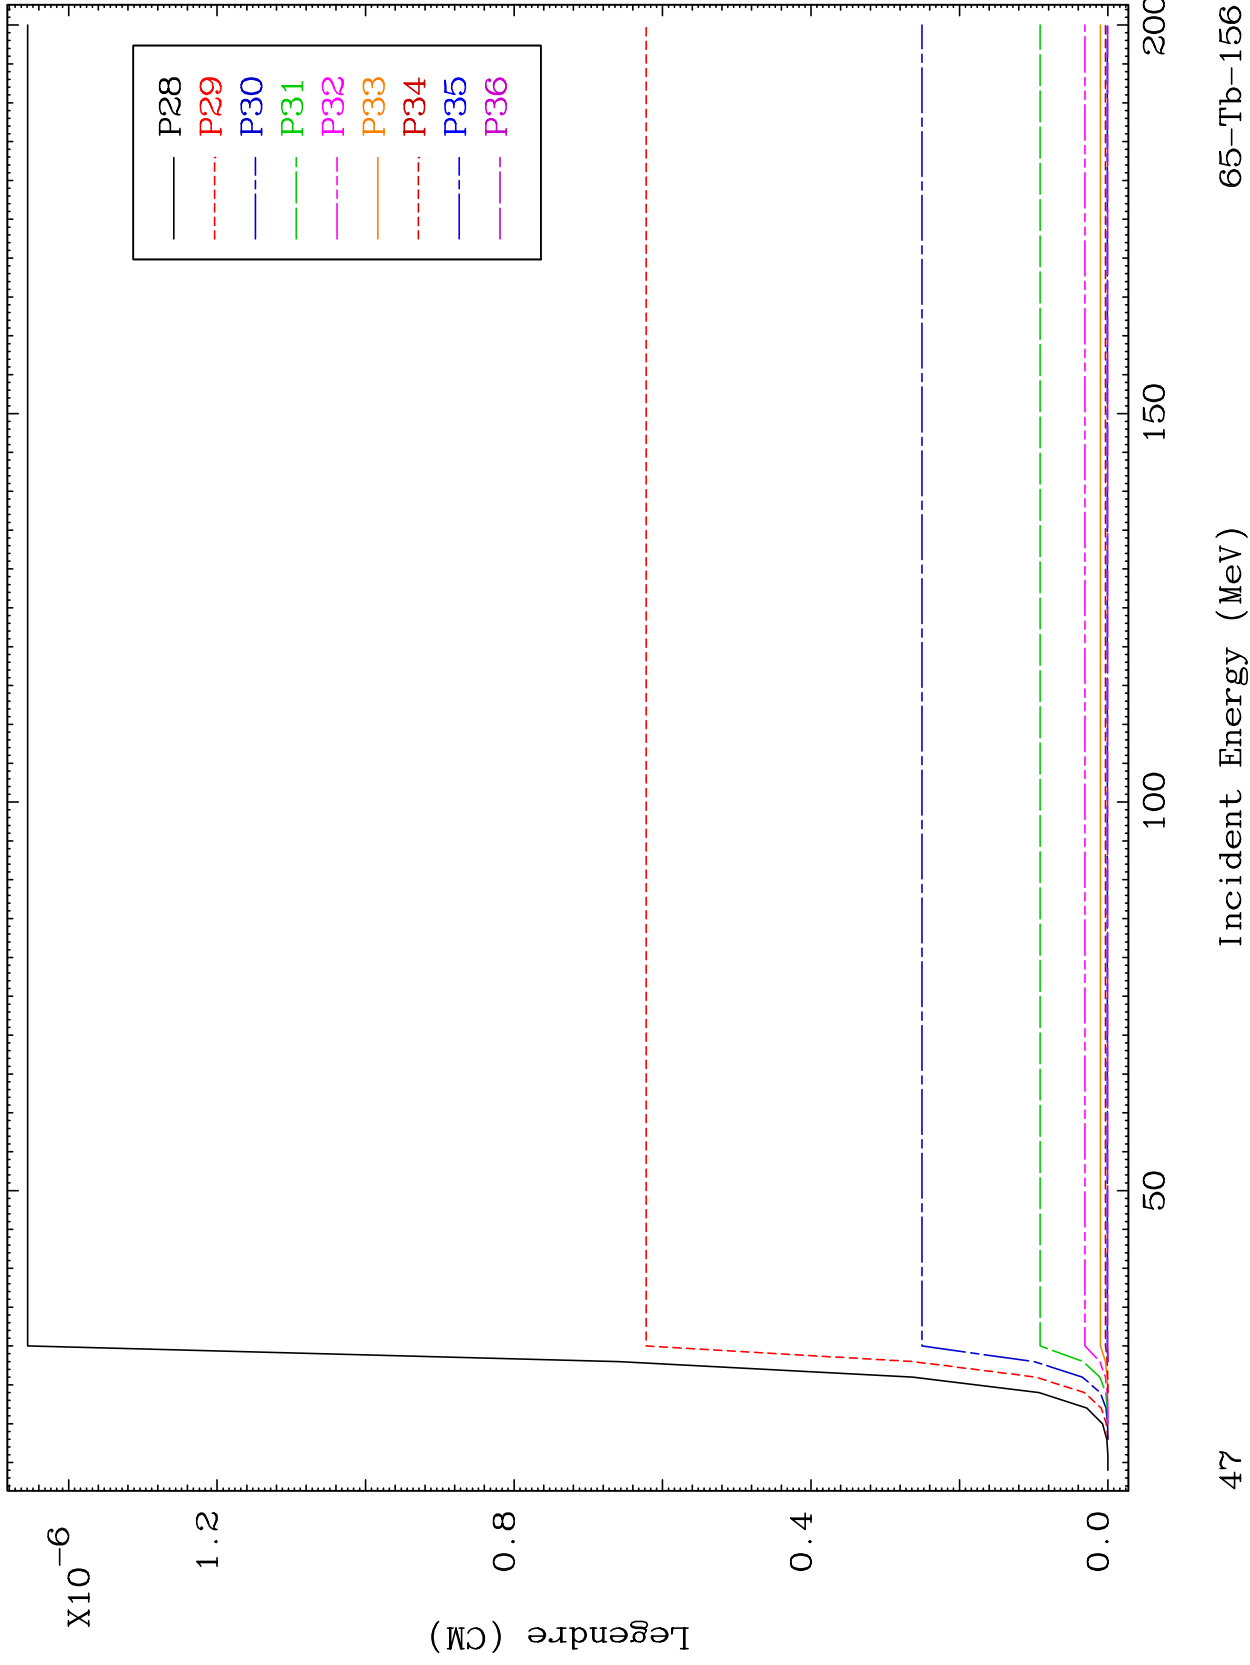 X10
-6
1.2
0.8
0.4
0.0
Legendre (CM)
P28
P29
P30
P31
P32
P33
P34
P35
P36
50
100
150
200
47
Incident Energy (MeV)
65-Tb-156